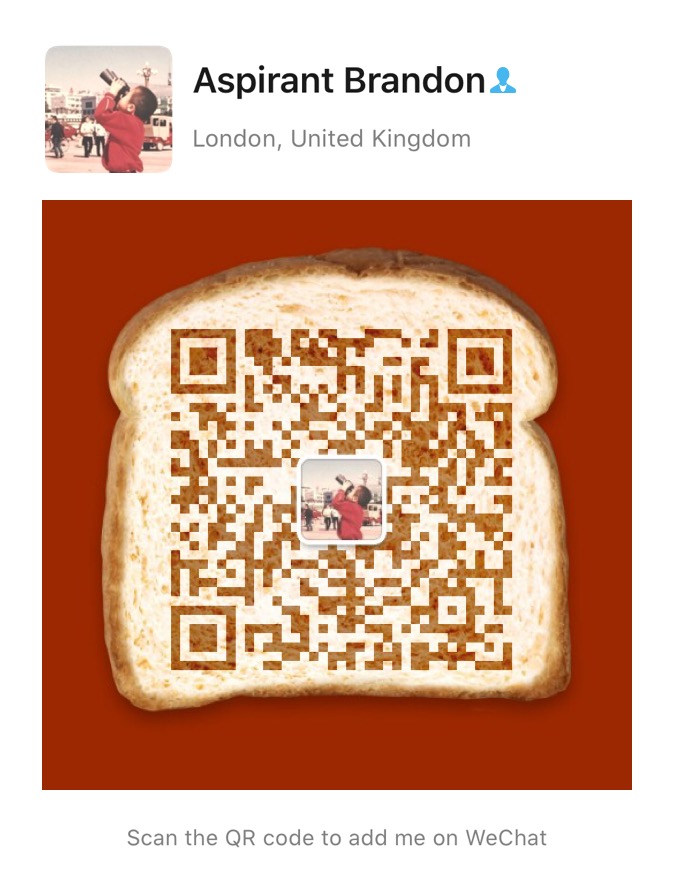 Aspirant Brandon
London, United Kingdom
Scan the QR code to add me on WeChat